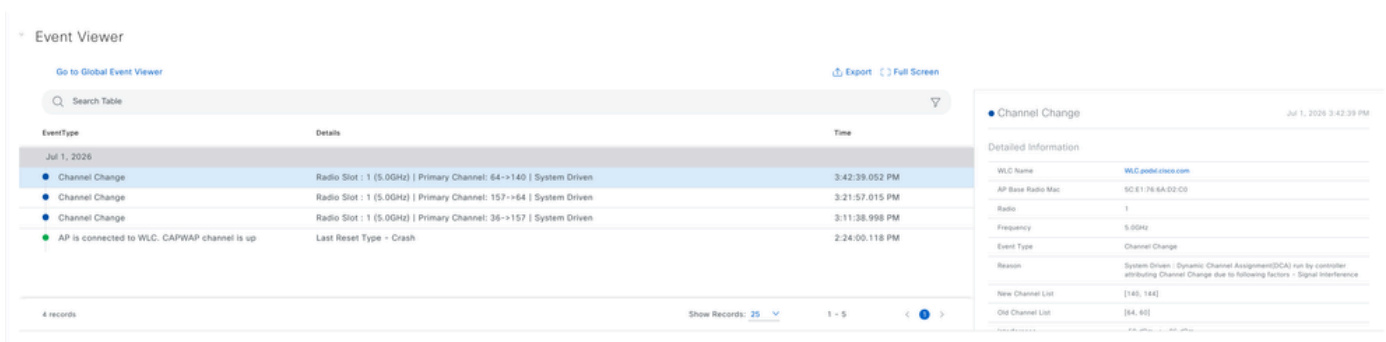 Event Viewer
Go to Global Event Viewer
Export Full Screen
Search Table
EventType Details Time
Jul 1, 2026
Channel Change Radio Slot : 1 (5.0GHz) | Primary Channel: 64->140 | System Driven 3:42:39.052 PM
Channel Change Radio Slot : 1 (5.0GHz) | Primary Channel: 157->64 | System Driven 3:21:57.015 PM
Channel Change Radio Slot : 1 (5.0GHz) | Primary Channel: 36->157 | System Driven 3:11:38.998 PM
AP is connected to WLC. CAPWAP channel is up Last Reset Type - Crash 2:24:00.118 PM
4 records Show Records: 25 1 - 5 1
Channel Change Jul 1, 2026 3:42:39 PM
Detailed Information
WLC Name WLC.podxl.cisco.com
AP Base Radio Mac 5C:E1:76:6A:D2:C0
Radio 1
Frequency 5.0GHz
Event Type Channel Change
Reason System Driven : Dynamic Channel Assignment(DCA) run by controller
attributing Channel Change due to following factors - Signal Interference
New Channel List [140, 144]
Old Channel List [64, 60]